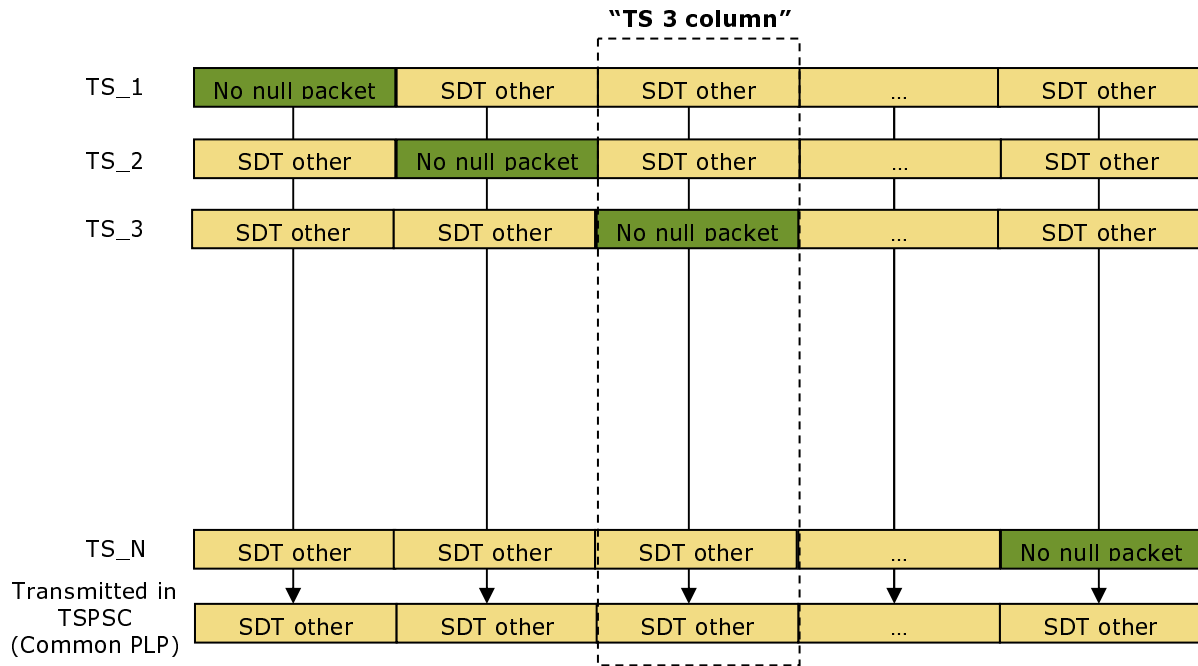 “TS 3 column”
TS_1 No null packet SDT other SDT other ... SDT other
TS_2 SDT other No null packet SDT other ... SDT other
TS_3 SDT other SDT other No null packet ... SDT other
TS_N SDT other SDT other SDT other ... No null packet
Transmitted in
TSPSC
(Common PLP)
SDT other SDT other SDT other ... SDT other